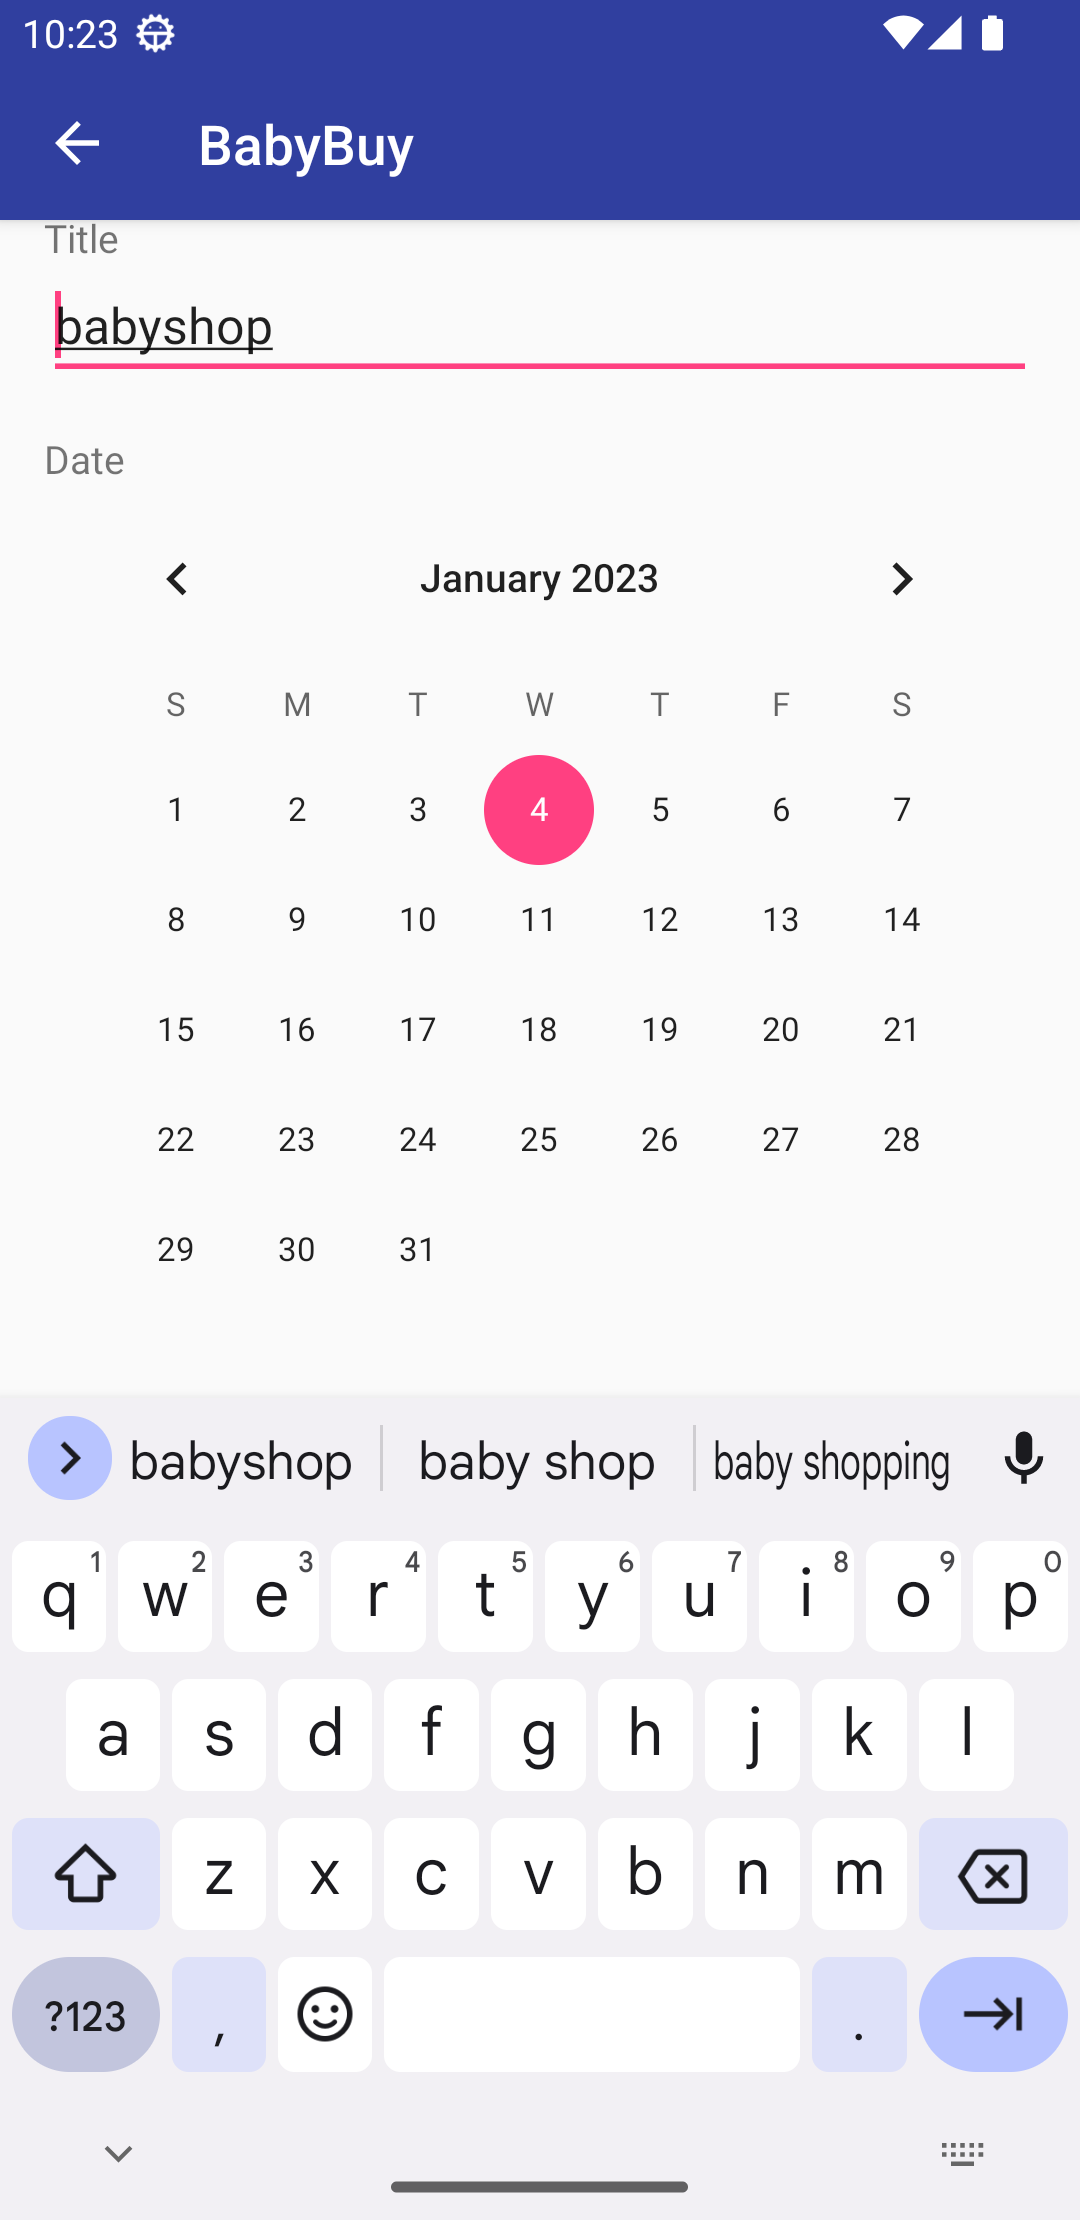 10:23
BabyBuy
Title
babyshop
Date
January 2023
S M T W T F S
1 2 3 4 5 6 7
8 9 10 11 12 13 14
15 16 17 18 19 20 21
22 23 24 25 26 27 28
29 30 31
babyshop baby shop baby shopping
q 1 w 2 e 3 r 4 t 5 y 6 u 7 i 8 o 9 p 0
a s d f g h j k l
z x c v b n m
?123 , .